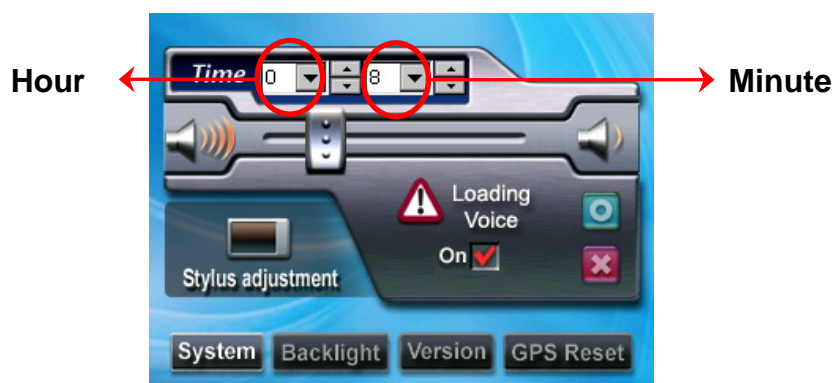 Time 0 8
Hour Minute
Loading
Voice
On
Stylus adjustment
System Backlight Version GPS Reset